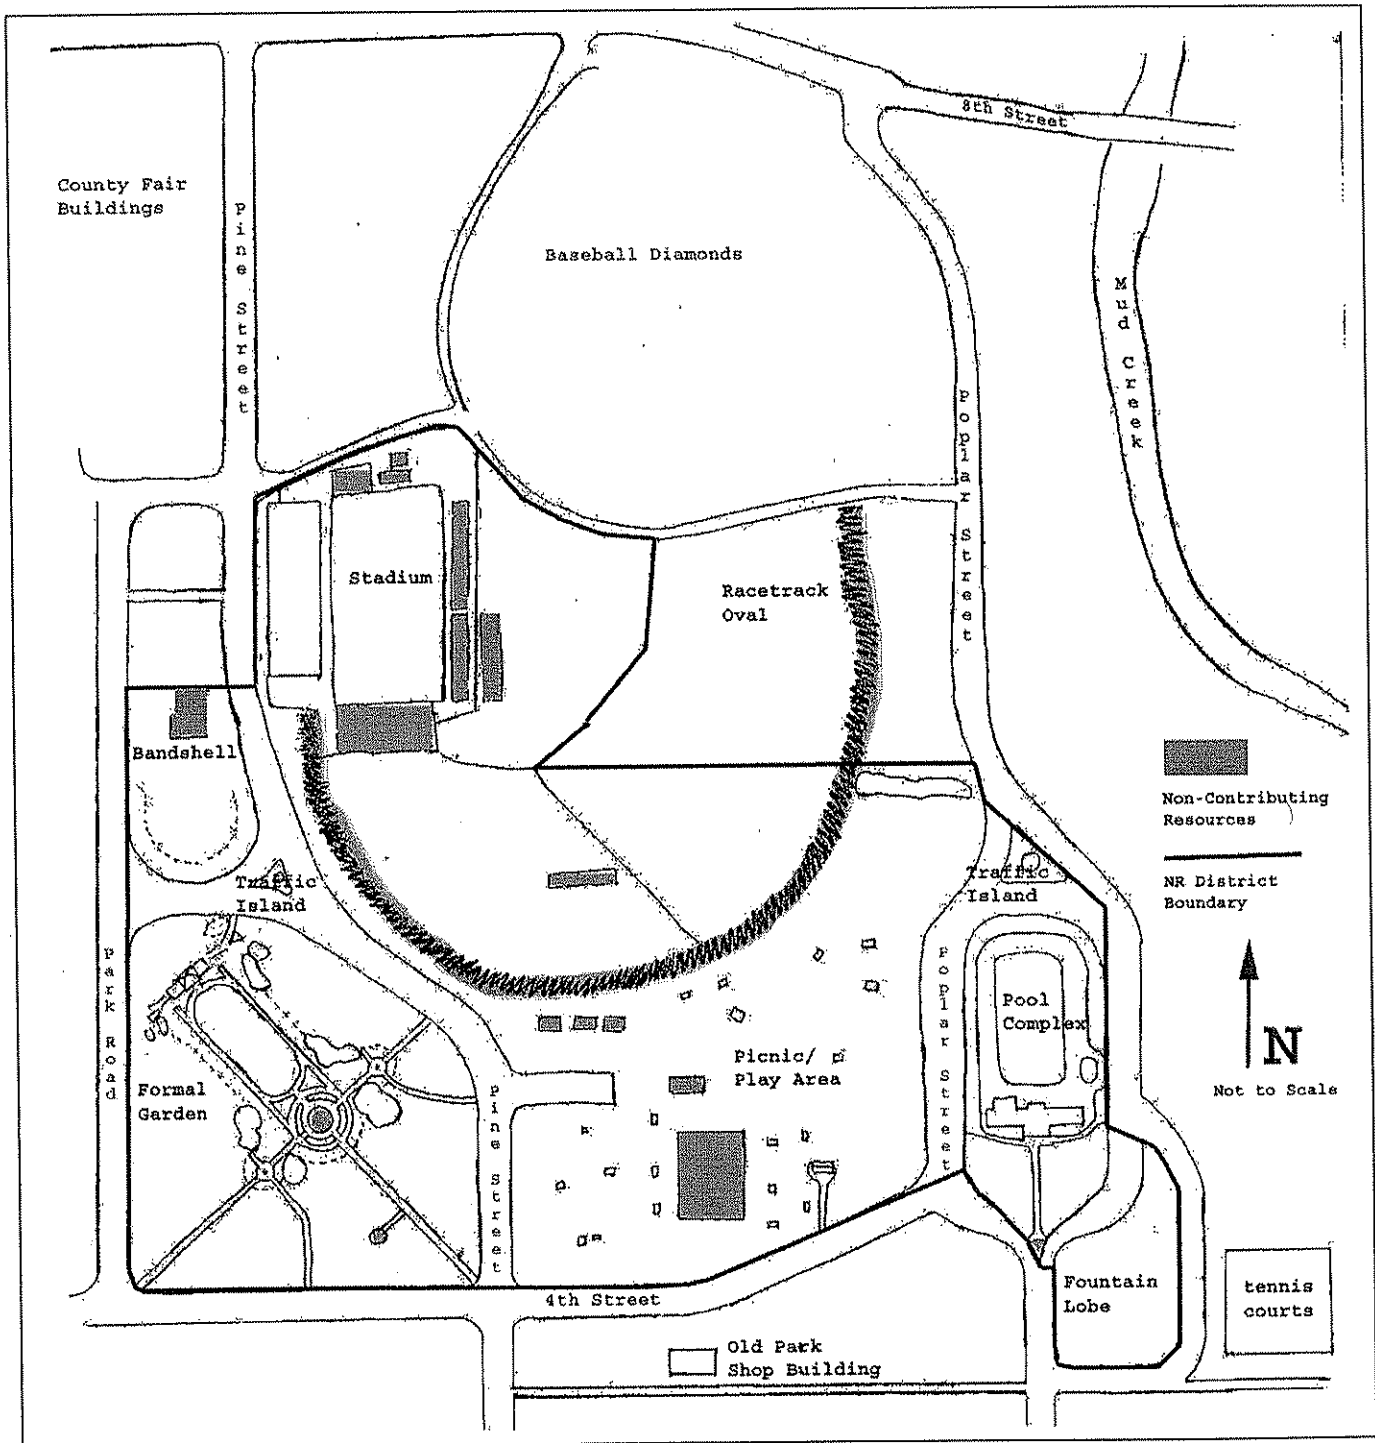 8th Street
County Fair
Buildings
Pine Street
Baseball Diamonds
Mud Creek
Poplar Street
Stadium
Racetrack
Oval
Bandshell
Non-Contributing
Resources
NR District
Boundary
Traffic
Island
Traffic
Island
Park Road
Poplar Street
Pool
Complex
N
Not to Scale
Picnic/
Play Area
Formal
Garden
Pine Street
4th Street
Fountain
Lobe
tennis
courts
Old Park
Shop Building